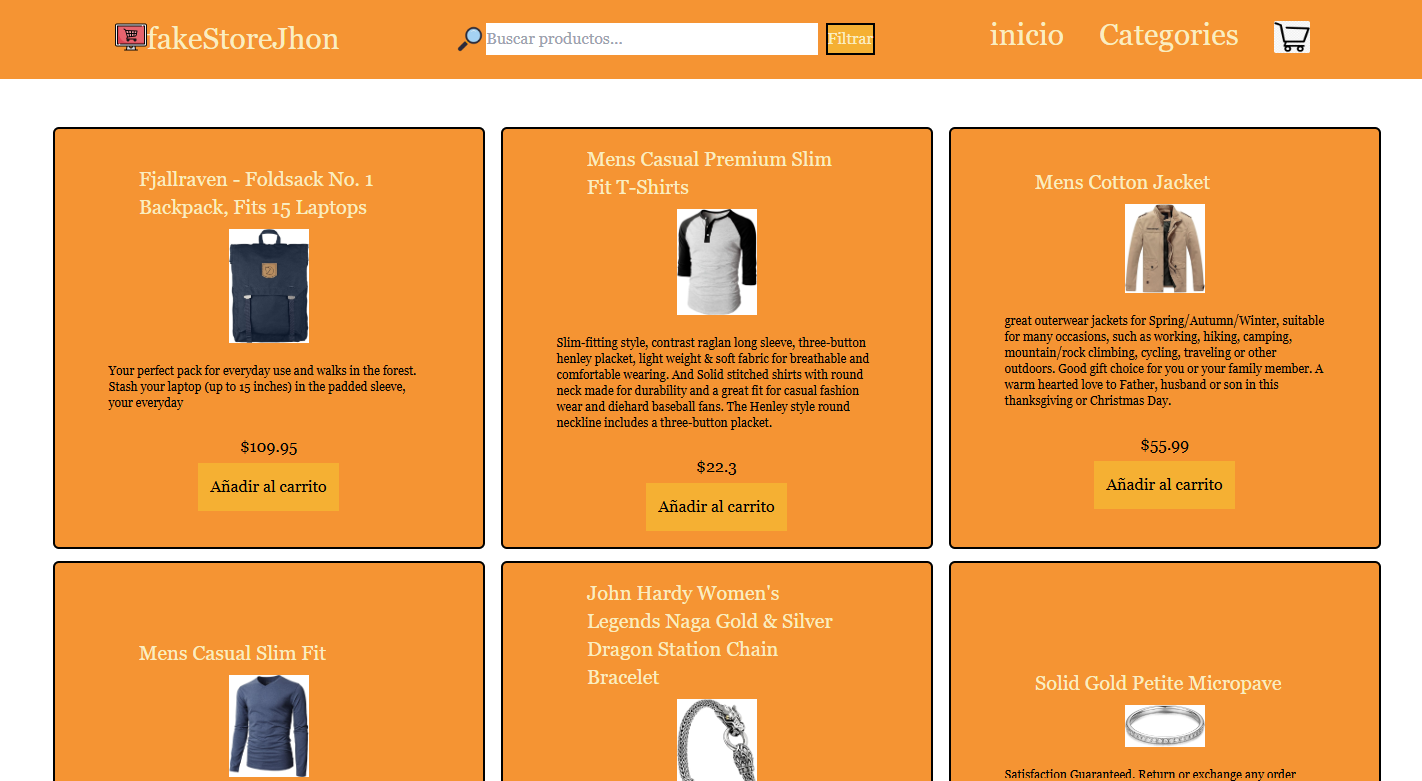 fakeStoreJhon
Buscar productos...
Filtrar
inicio
Categories
Fjallraven - Foldsack No. 1
Backpack, Fits 15 Laptops
Your perfect pack for everyday use and walks in the forest.
Stash your laptop (up to 15 inches) in the padded sleeve,
your everyday
$109.95
Añadir al carrito
Mens Casual Premium Slim
Fit T-Shirts
Slim-fitting style, contrast raglan long sleeve, three-button
henley placket, light weight & soft fabric for breathable and
comfortable wearing. And Solid stitched shirts with round
neck made for durability and a great fit for casual fashion
wear and diehard baseball fans. The Henley style round
neckline includes a three-button placket.
$22.3
Añadir al carrito
Mens Cotton Jacket
great outerwear jackets for Spring/Autumn/Winter, suitable
for many occasions, such as working, hiking, camping,
mountain/rock climbing, cycling, traveling or other
outdoors. Good gift choice for you or your family member. A
warm hearted love to Father, husband or son in this
thanksgiving or Christmas Day.
$55.99
Añadir al carrito
Mens Casual Slim Fit
John Hardy Women's
Legends Naga Gold & Silver
Dragon Station Chain
Bracelet
Solid Gold Petite Micropave
Satisfaction Guaranteed. Return or exchange any order